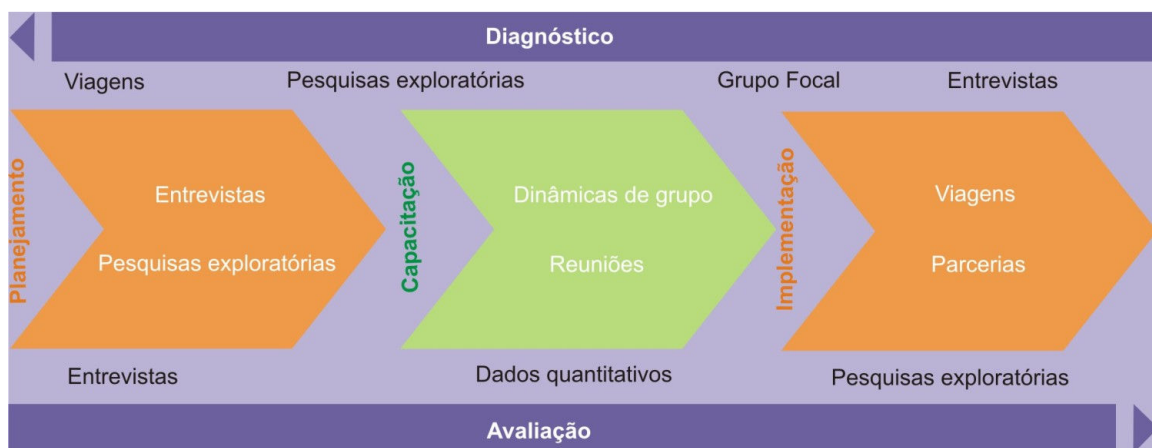 Diagnóstico
Viagens
Pesquisas exploratórias
Grupo Focal
Entrevistas
Planejamento
Entrevistas
Pesquisas exploratórias
Capacitação
Dinâmicas de grupo
Reuniões
Implementação
Viagens
Parcerias
Entrevistas
Dados quantitativos
Pesquisas exploratórias
Avaliação